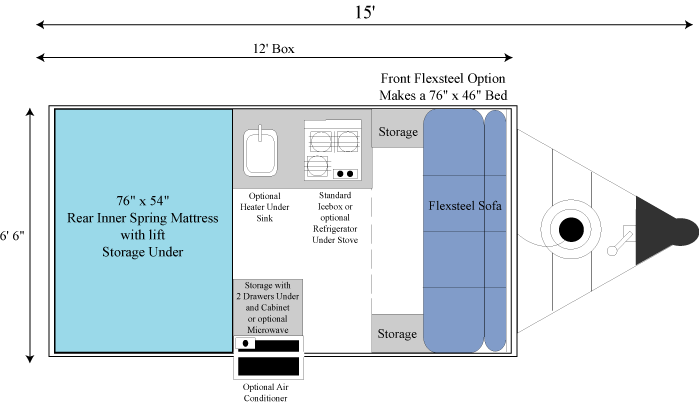 15'
12' Box
Front Flexsteel Option
Makes a 76" x 46" Bed
Storage
76" x 54"
Rear Inner Spring Mattress
with lift
Storage Under
Optional
Heater Under
Sink
Standard
Icebox or
optional
Refrigerator
Under Stove
Flexsteel Sofa
6' 6"
Storage with
2 Drawers Under
and Cabinet
or optional
Microwave
Storage
Optional Air
Conditioner